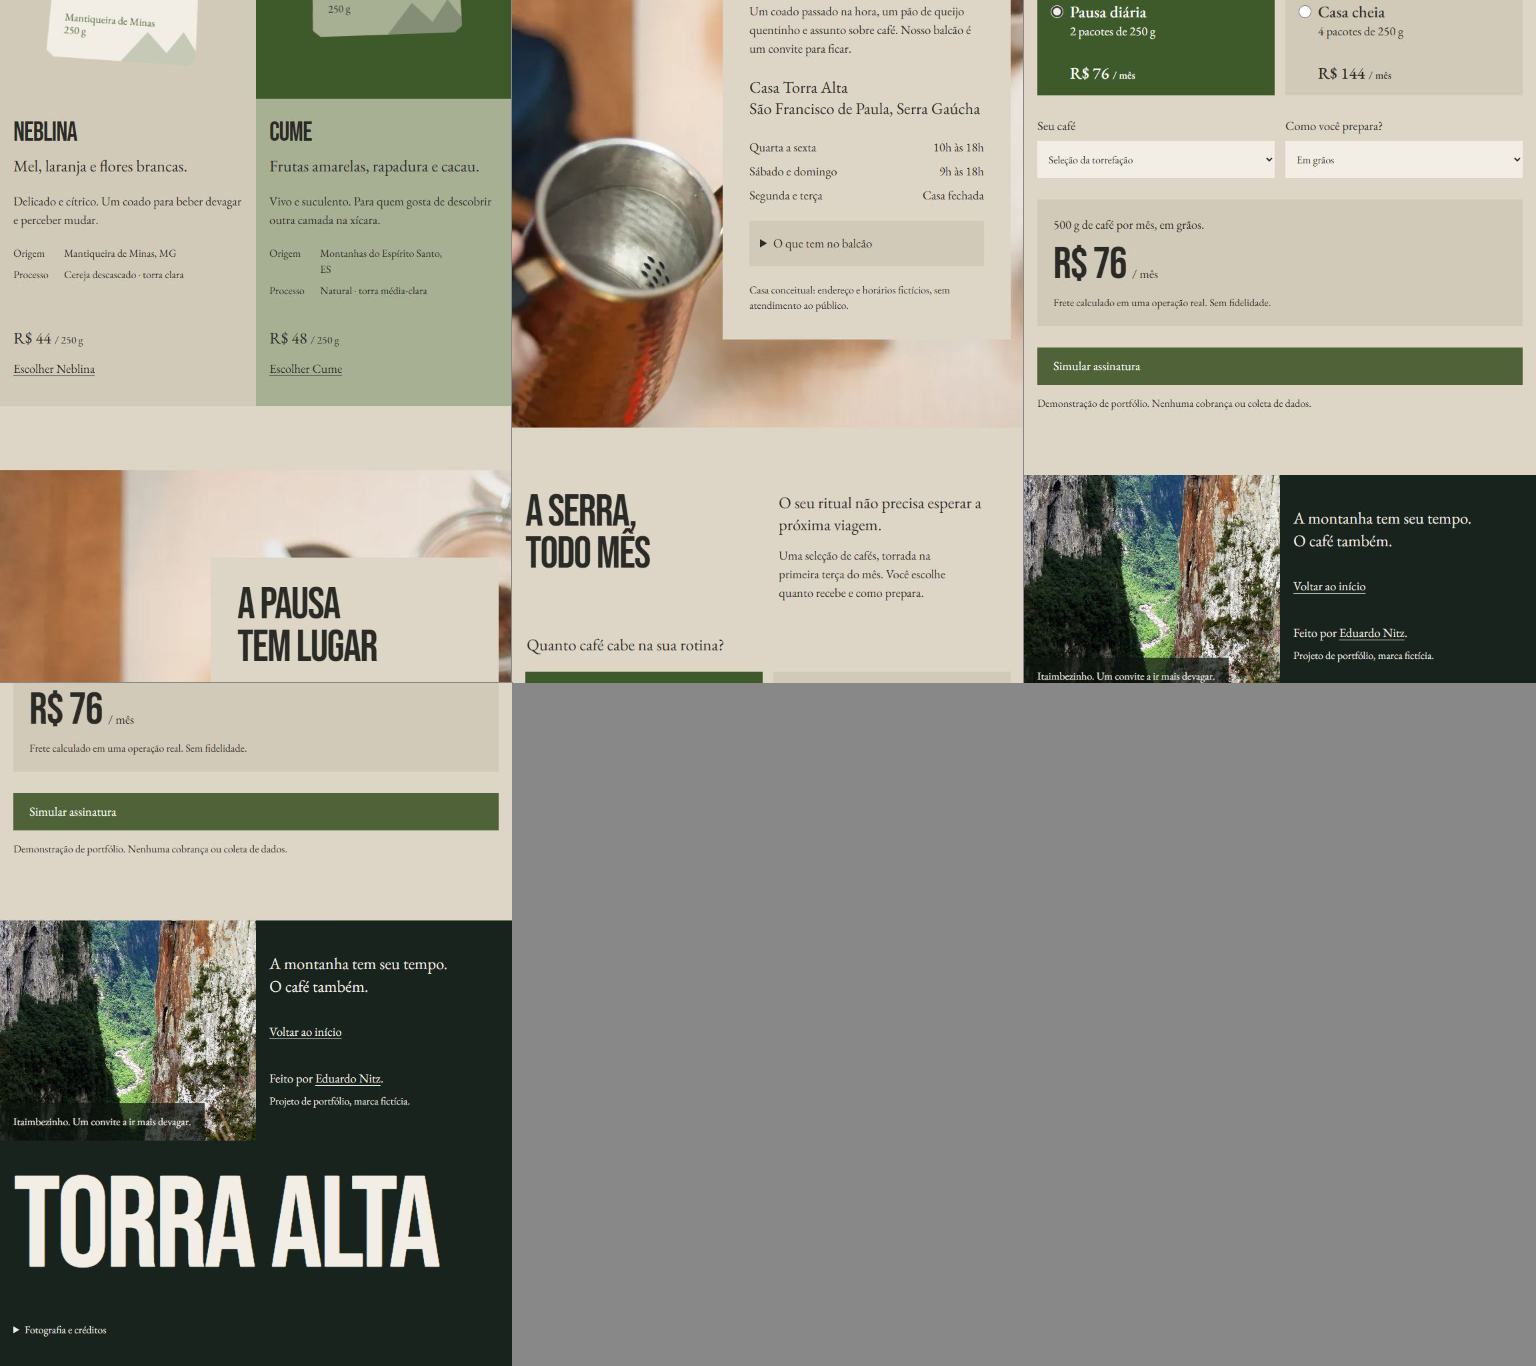 Mantiqueira de Minas
250 g
250 g
NEBLINA
Mel, laranja e flores brancas.
Delicado e cítrico. Um coado para beber devagar
e perceber mudar.
Origem Mantiqueira de Minas, MG
Processo Cereja descascado · torra clara
R$ 44 / 250 g
Escolher Neblina
CUME
Frutas amarelas, rapadura e cacau.
Vivo e suculento. Para quem gosta de descobrir
outra camada na xícara.
Origem Montanhas do Espírito Santo,
ES
Processo Natural · torra média-clara
R$ 48 / 250 g
Escolher Cume
A PAUSA
TEM LUGAR
Um coado passado na hora, um pão de queijo
quentinho e assunto sobre café. Nosso balcão é
um convite para ficar.
Casa Torra Alta
São Francisco de Paula, Serra Gaúcha
Quarta a sexta 10h às 18h
Sábado e domingo 9h às 18h
Segunda e terça Casa fechada
O que tem no balcão
Casa conceitual: endereço e horários fictícios, sem
atendimento ao público.
A SERRA,
TODO MÊS
O seu ritual não precisa esperar a
próxima viagem.
Uma seleção de cafés, torrada na
primeira terça do mês. Você escolhe
quanto recebe e como prepara.
Quanto café cabe na sua rotina?
Pausa diária
2 pacotes de 250 g
R$ 76 / mês
Casa cheia
4 pacotes de 250 g
R$ 144 / mês
Seu café
Seleção da torrefação
Como você prepara?
Em grãos
500 g de café por mês, em grãos.
R$ 76 / mês
Frete calculado em uma operação real. Sem fidelidade.
Simular assinatura
Demonstração de portfólio. Nenhuma cobrança ou coleta de dados.
A montanha tem seu tempo.
O café também.
Voltar ao início
Feito por Eduardo Nitz.
Projeto de portfólio, marca fictícia.
Itaimbezinho. Um convite a ir mais devagar.
R$ 76 / mês
Frete calculado em uma operação real. Sem fidelidade.
Simular assinatura
Demonstração de portfólio. Nenhuma cobrança ou coleta de dados.
A montanha tem seu tempo.
O café também.
Voltar ao início
Feito por Eduardo Nitz.
Projeto de portfólio, marca fictícia.
Itaimbezinho. Um convite a ir mais devagar.
TORRA ALTA
Fotografia e créditos